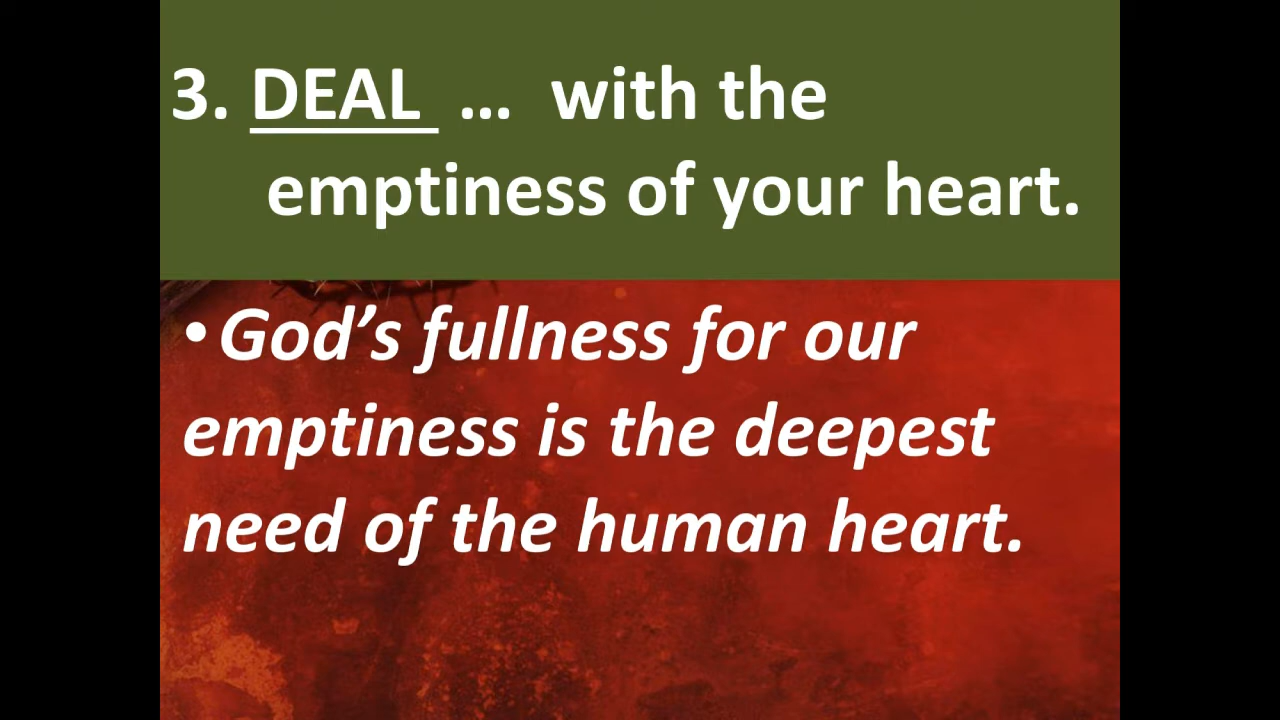 3. DEAL … with the
emptiness of your heart.
•God’s fullness for our
emptiness is the deepest
need of the human heart.